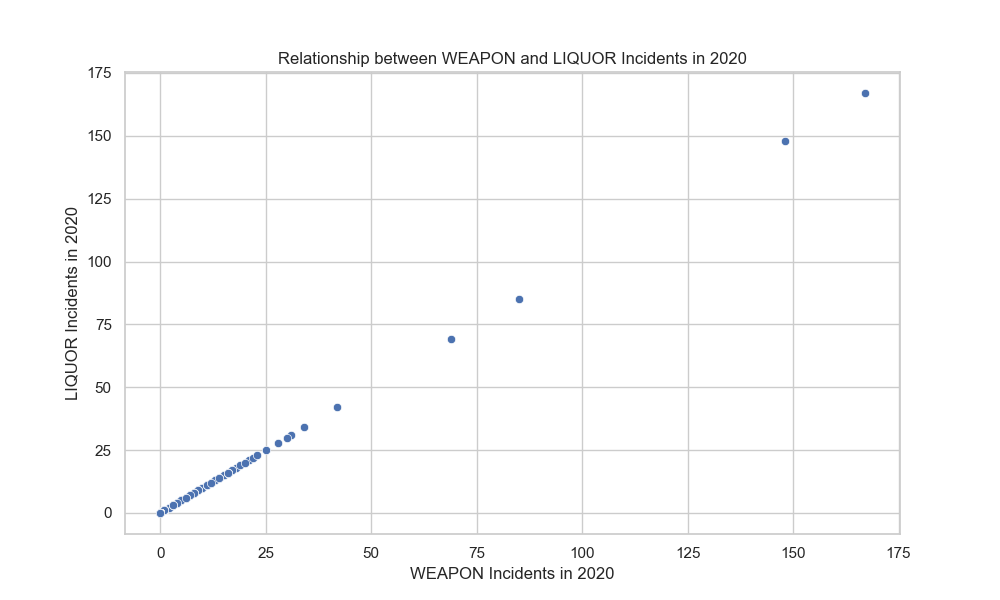 Relationship between WEAPON and LIQUOR Incidents in 2020
175
150
125
100
75
50
25
0
LIQUOR Incidents in 2020
0 25 50 75 100 125 150 175
WEAPON Incidents in 2020